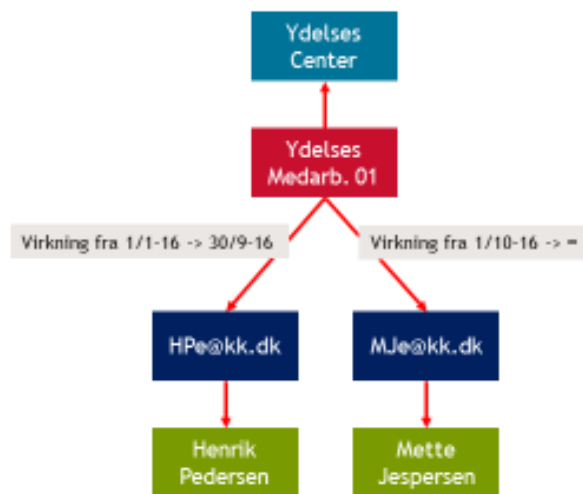 Ydelses
Center
Ydelses
Medarb. 01
Virkning fra 1/1-16 -> 30/9-16
Virkning fra 1/10-16 -> =
HPe@kk.dk
MJe@kk.dk
Henrik
Pedersen
Mette
Jespersen